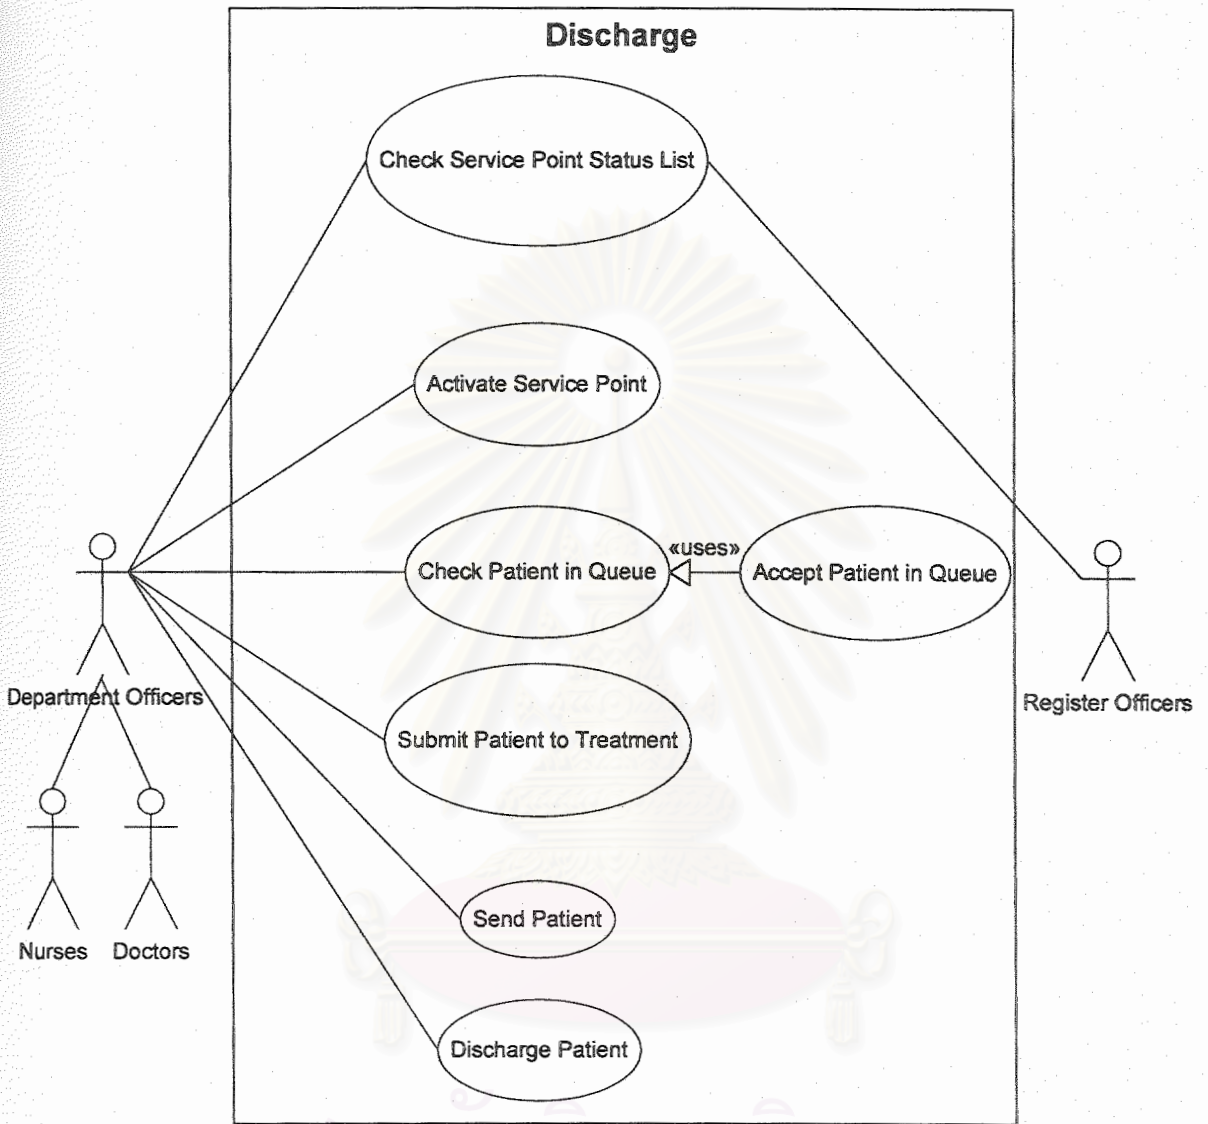 Discharge
Check Service Point Status List
Activate Service Point
«uses»
Check Patient in Queue
Accept Patient in Queue
Department Officers
Register Officers
Submit Patient to Treatment
Send Patient
Nurses
Doctors
Discharge Patient